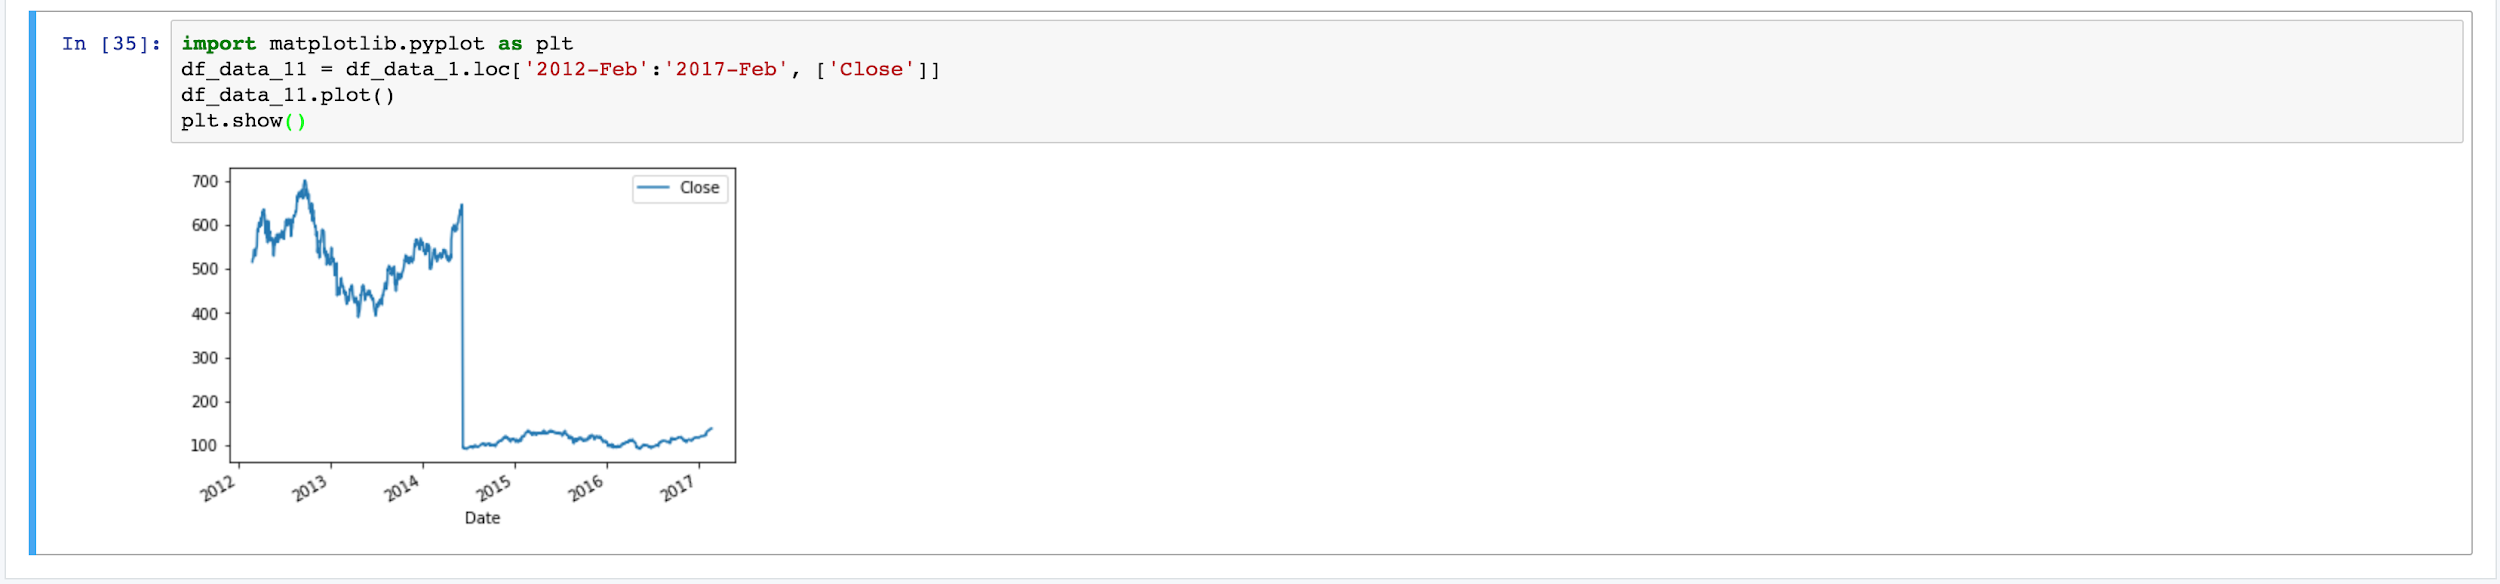 In [35]: import matplotlib.pyplot as plt
df_data_11 = df_data_1.loc['2012-Feb':'2017-Feb', ['Close']]
df_data_11.plot()
plt.show()
Close
700
600
500
400
300
200
100
2012 2013 2014 2015 2016 2017
Date